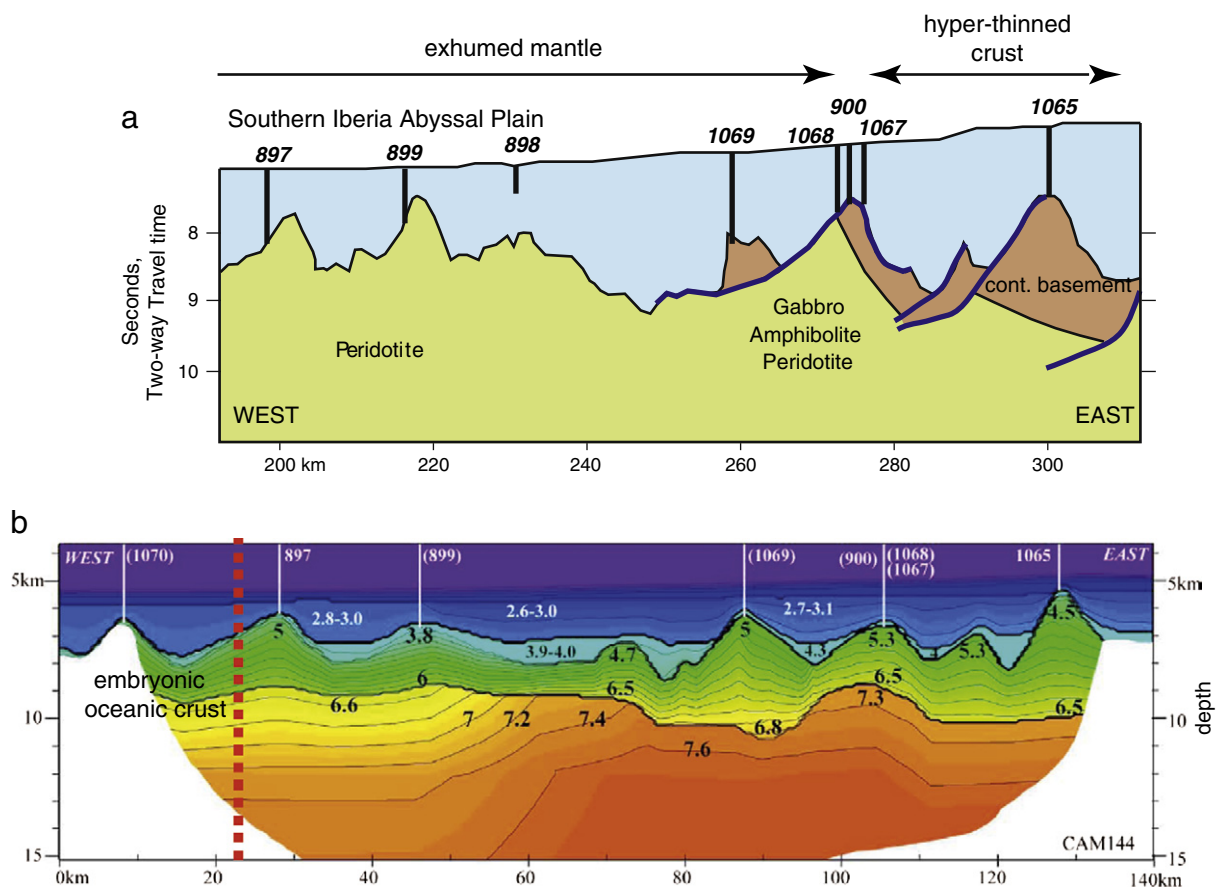 exhumed mantle
hyper-thinned
crust
a
Southern Iberia Abyssal Plain
897
899
898
1069
1068
900
1067
1065
Seconds,
Two-way Travel time
8
9
10
Peridotite
Gabbro
Amphibolite
Peridotite
cont. basement
WEST
EAST
200 km
220
240
260
280
300
b
WEST
(1070)
897
(899)
(1069)
(900)
(1068)
(1067)
1065
EAST
5km
5km
2.8-3.0
2.6-3.0
2.7-3.1
5
3.8
3.9-4.0
4.7
5
4.3
5.3
4
5.3
4.5
embryonic
oceanic crust
6.6
6
7
7.2
7.4
6.5
7.6
6.8
7.3
6.5
6.5
10
10
depth
15
15
CAM144
0km
20
40
60
80
100
120
140km